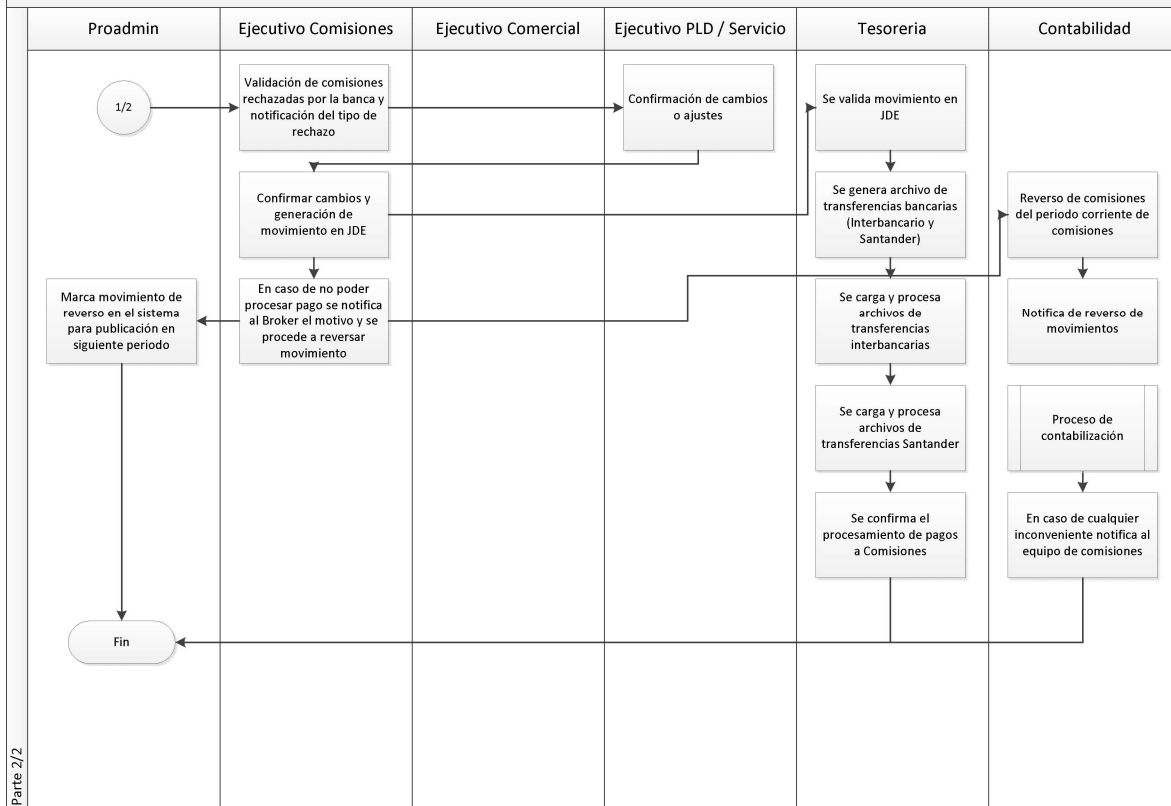 Proadmin
Ejecutivo Comisiones
Ejecutivo Comercial
Ejecutivo PLD / Servicio
Tesoreria
Contabilidad
1/2
Validación de comisiones
rechazadas por la banca y
notificación del tipo de
rechazo
Confirmación de cambios
o ajustes
Se valida movimiento en
JDE
Confirmar cambios y
generación de
movimiento en JDE
Se genera archivo de
transferencias bancarias
(Interbancario y
Santander)
Reverso de comisiones
del periodo corriente de
comisiones
Marca movimiento de
reverso en el sistema
para publicación en
siguiente periodo
En caso de no poder
procesar pago se notifica
al Broker el motivo y se
procede a reversar
movimiento
Se carga y procesa
archivos de
transferencias
interbancarias
Notifica de reverso de
movimientos
Se carga y procesa
archivos de
transferencias Santander
Proceso de
contabilización
Se confirma el
procesamiento de pagos
a Comisiones
En caso de cualquier
inconveniente notifica al
equipo de comisiones
Fin
Parte 2/2